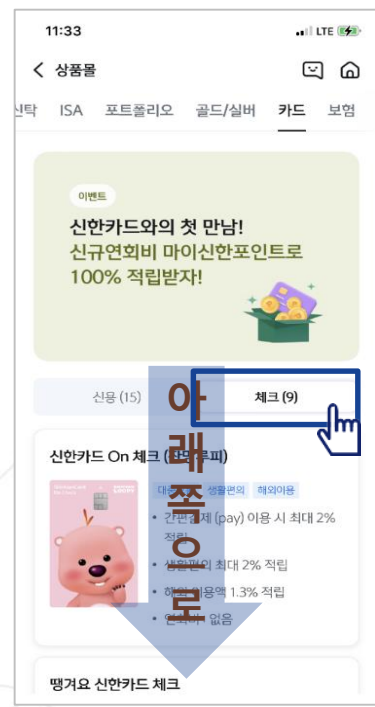 11:33
LTE
상품몰
신탁 ISA 포트폴리오 골드/실버 카드 보험
이벤트
신한카드와의 첫 만남!
신규연회비 마이신한포인트로
100% 적립받자!
신용 (15)
체크 (9)
아래쪽으로
신한카드 On 체크 (잔망루피)
생활편의 해외이용
• 간편결제 (pay) 이용 시 최대 2%
적립
• 생활편의 최대 2% 적립
• 해외 이용액 1.3% 적립
• 연회비 없음
땡겨요 신한카드 체크